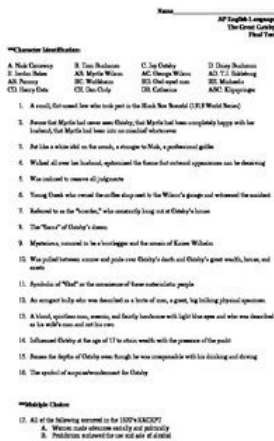 Name
AP English Language
The Great Gatsby
Final Test
**Character Identification:
A. Nick Carraway B. Tom Buchanan C. Jay Gatsby D. Daisy Buchanan
E. Jordan Baker AB. Myrtle Wilson AC. George Wilson AD. T.J. Eckleburg
AE. Pammy BC. Wolfsheim BD. Owl-eyed man BE. Michaelis
CD. Henry Gatz CE. Dan Cody DE. Catherine ABC. Klipspringer
1. A small, flat-nosed Jew who took part in the Black Sox Scandal (1919 World Series)
2. Swore that Myrtle had never seen Gatsby, that Myrtle had been completely happy with her
husband, that Myrtle had been into no mischief whatsoever
3. Sat like a white idol on the couch, a stranger to Nick, a professional golfer
4. Walked all over her husband, epitomized the theme that outward appearances can be deceiving
5. Was inclined to reserve all judgments
6. Young Greek who owned the coffee shop next to the Wilson's garage and witnessed the accident
7. Referred to as the "boarder," who constantly hung out at Gatsby's house
8. The "
" of Gatsby's dream
9. Mysterious, rumored to be a bootlegger and the cousin of Kaiser Wilhelm
10. Was pulled between sorrow and pride over Gatsby's death and Gatsby's great wealth, house, and
assets
11. Symbolic of "God" or the conscience of these materialistic people
12. An arrogant bully who was described as a brute of man, a great, big hulking physical specimen
13. A blond, spiritless man, anemic, and faintly handsome with light blue eyes and who was described
as his wife's man and not his own
14. Influenced Gatsby at the age of 17 to attain wealth with the presence of the yacht
15. Senses the depths of Gatsby even though he was irresponsible with his drinking and driving
16. The symbol of surprise/wonderment for Gatsby
**Multiple Choice:
17. All of the following occurred in the 1920's EXCEPT
A. Women made advances socially and politically
B. Prohibition outlawed the use and sale of alcohol